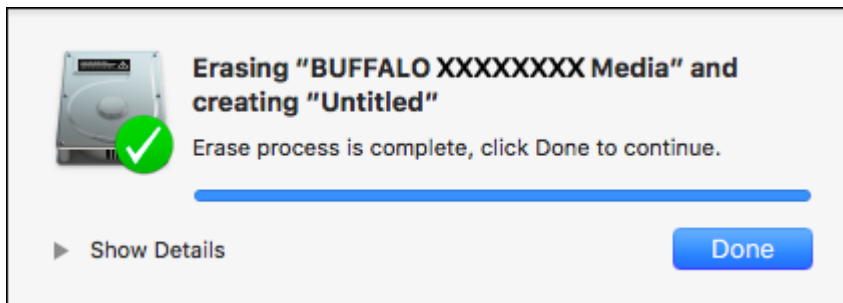 Erasing “BUFFALO XXXXXXXX Media” and
creating “Untitled”
Erase process is complete, click Done to continue.
Show Details
Done